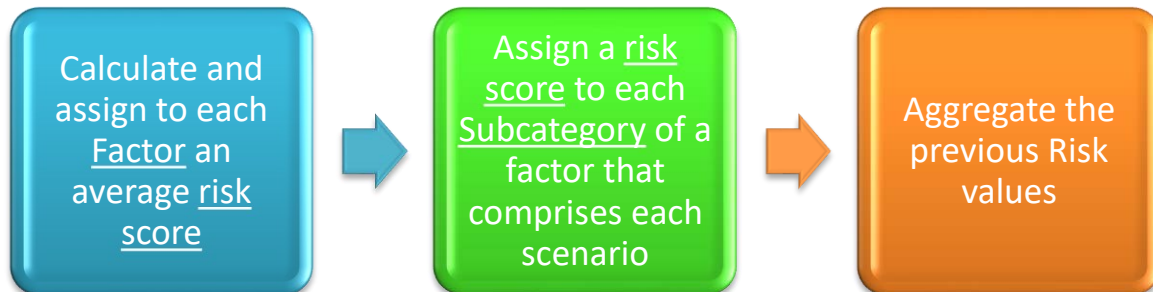 Calculate and
assign to each
Factor an
average risk
score
Assign a risk
score to each
Subcategory of a
factor that
comprises each
scenario
Aggregate the
previous Risk
values